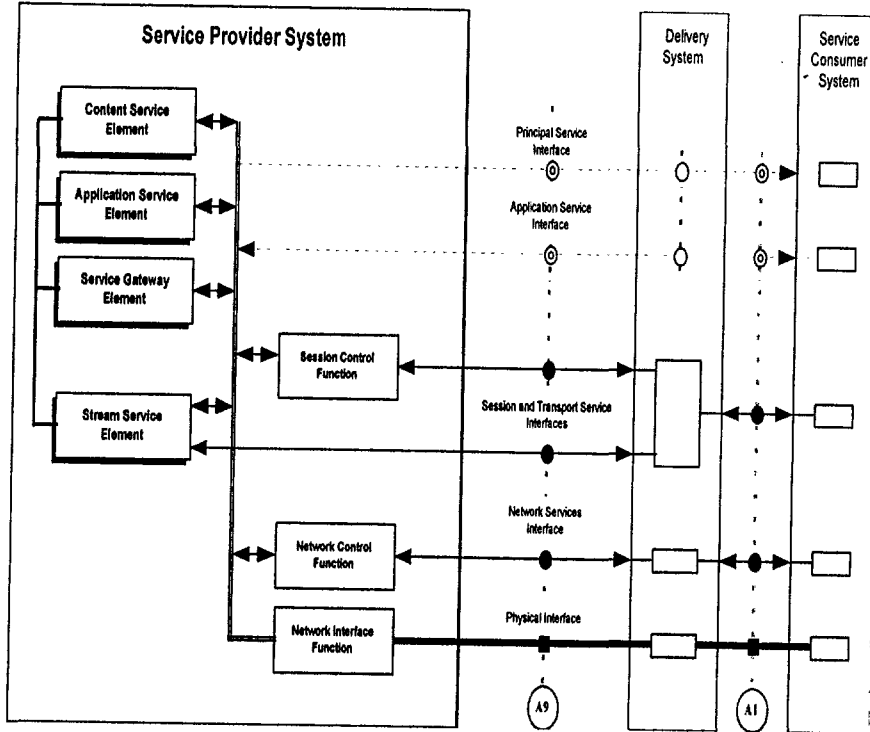 Service Provider System
Delivery
System
Service
Consumer
System
Content Service
Element
Principal Service
Interface
Application Service
Element
Application Service
Interface
Service Gateway
Element
Session Control
Function
Stream Service
Element
Session and Transport Service
Interfaces
Network Services
Interface
Network Control
Function
Physical Interface
Network Interface
Function
A9
A1